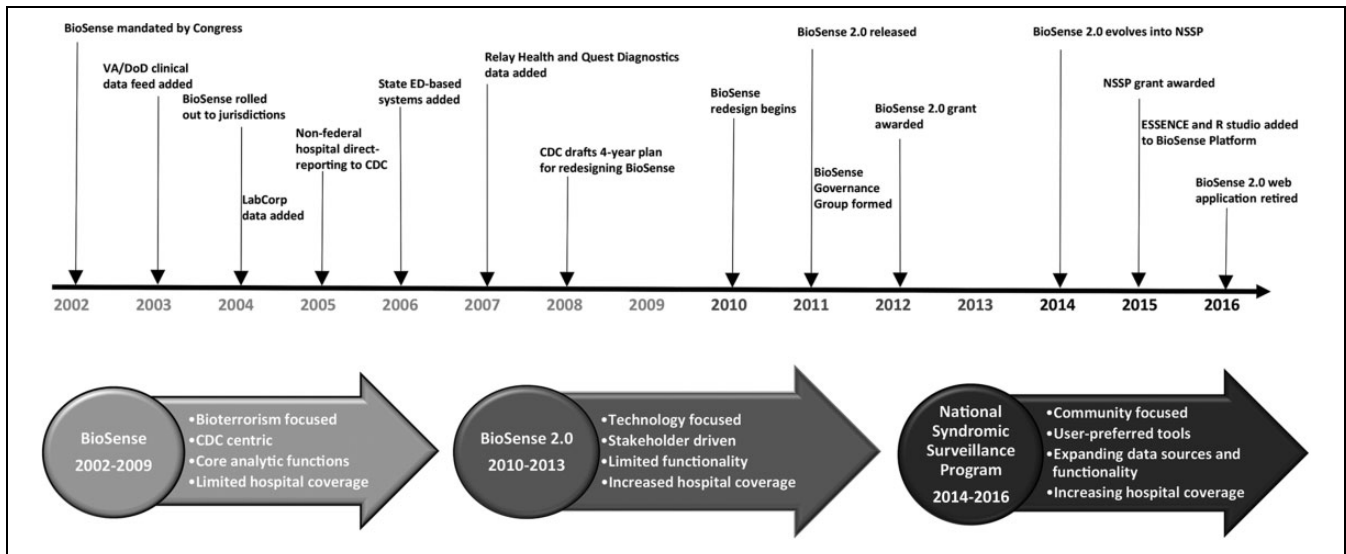 BioSense mandated by Congress
VA/DoD clinical
data feed added
BioSense rolled
out to jurisdictions
LabCorp
data added
Non-federal
hospital direct-
reporting to CDC
State ED-based
systems added
Relay Health and Quest Diagnostics
data added
CDC drafts 4-year plan
for redesigning BioSense
BioSense
redesign begins
BioSense 2.0 released
BioSense
Governance
Group formed
BioSense 2.0 grant
awarded
BioSense 2.0 evolves into NSSP
NSSP grant awarded
ESSENCE and R studio added
to BioSense Platform
BioSense 2.0 web
application retired
2002 2003 2004 2005 2006 2007 2008 2009 2010 2011 2012 2013 2014 2015 2016
BioSense
2002-2009
•Bioterrorism focused
•CDC centric
•Core analytic functions
•Limited hospital coverage
BioSense 2.0
2010-2013
•Technology focused
•Stakeholder driven
•Limited functionality
•Increased hospital coverage
National
Syndromic
Surveillance
Program
2014-2016
•Community focused
•User-preferred tools
•Expanding data sources and
functionality
•Increasing hospital coverage